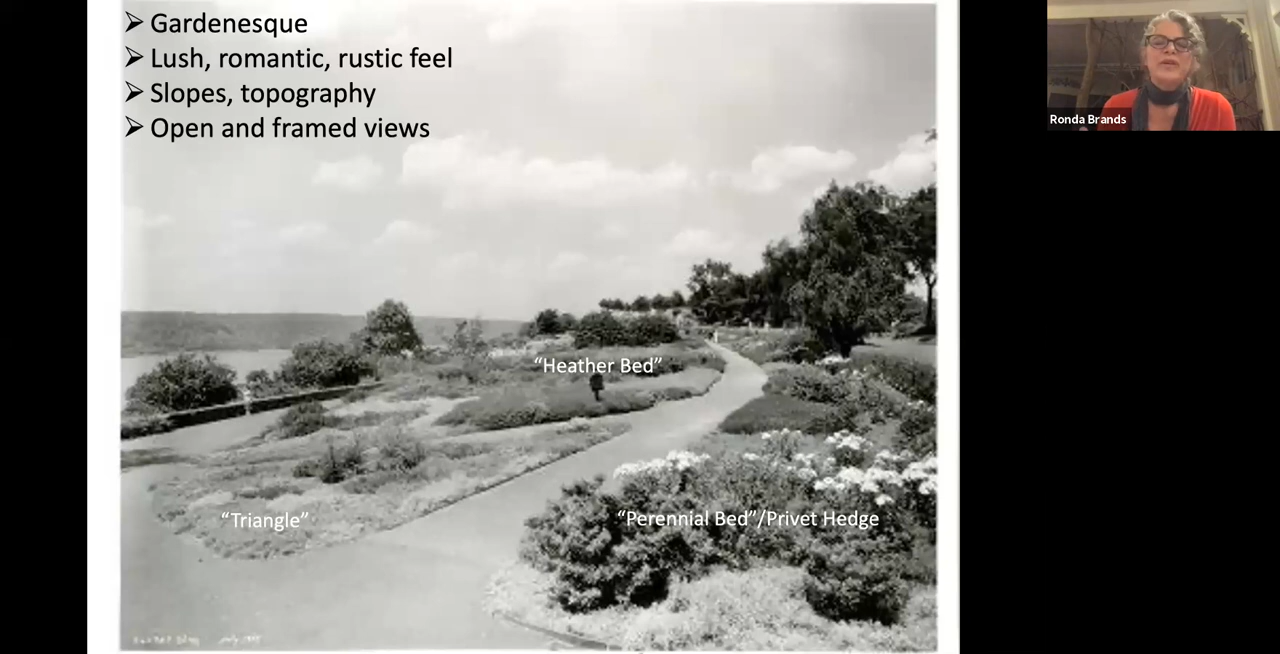 ➢ Gardenesque
➢ Lush, romantic, rustic feel
➢ Slopes, topography
➢ Open and framed views
Ronda Brands
“Heather Bed”
“Triangle”
“Perennial Bed”/Privet Hedge